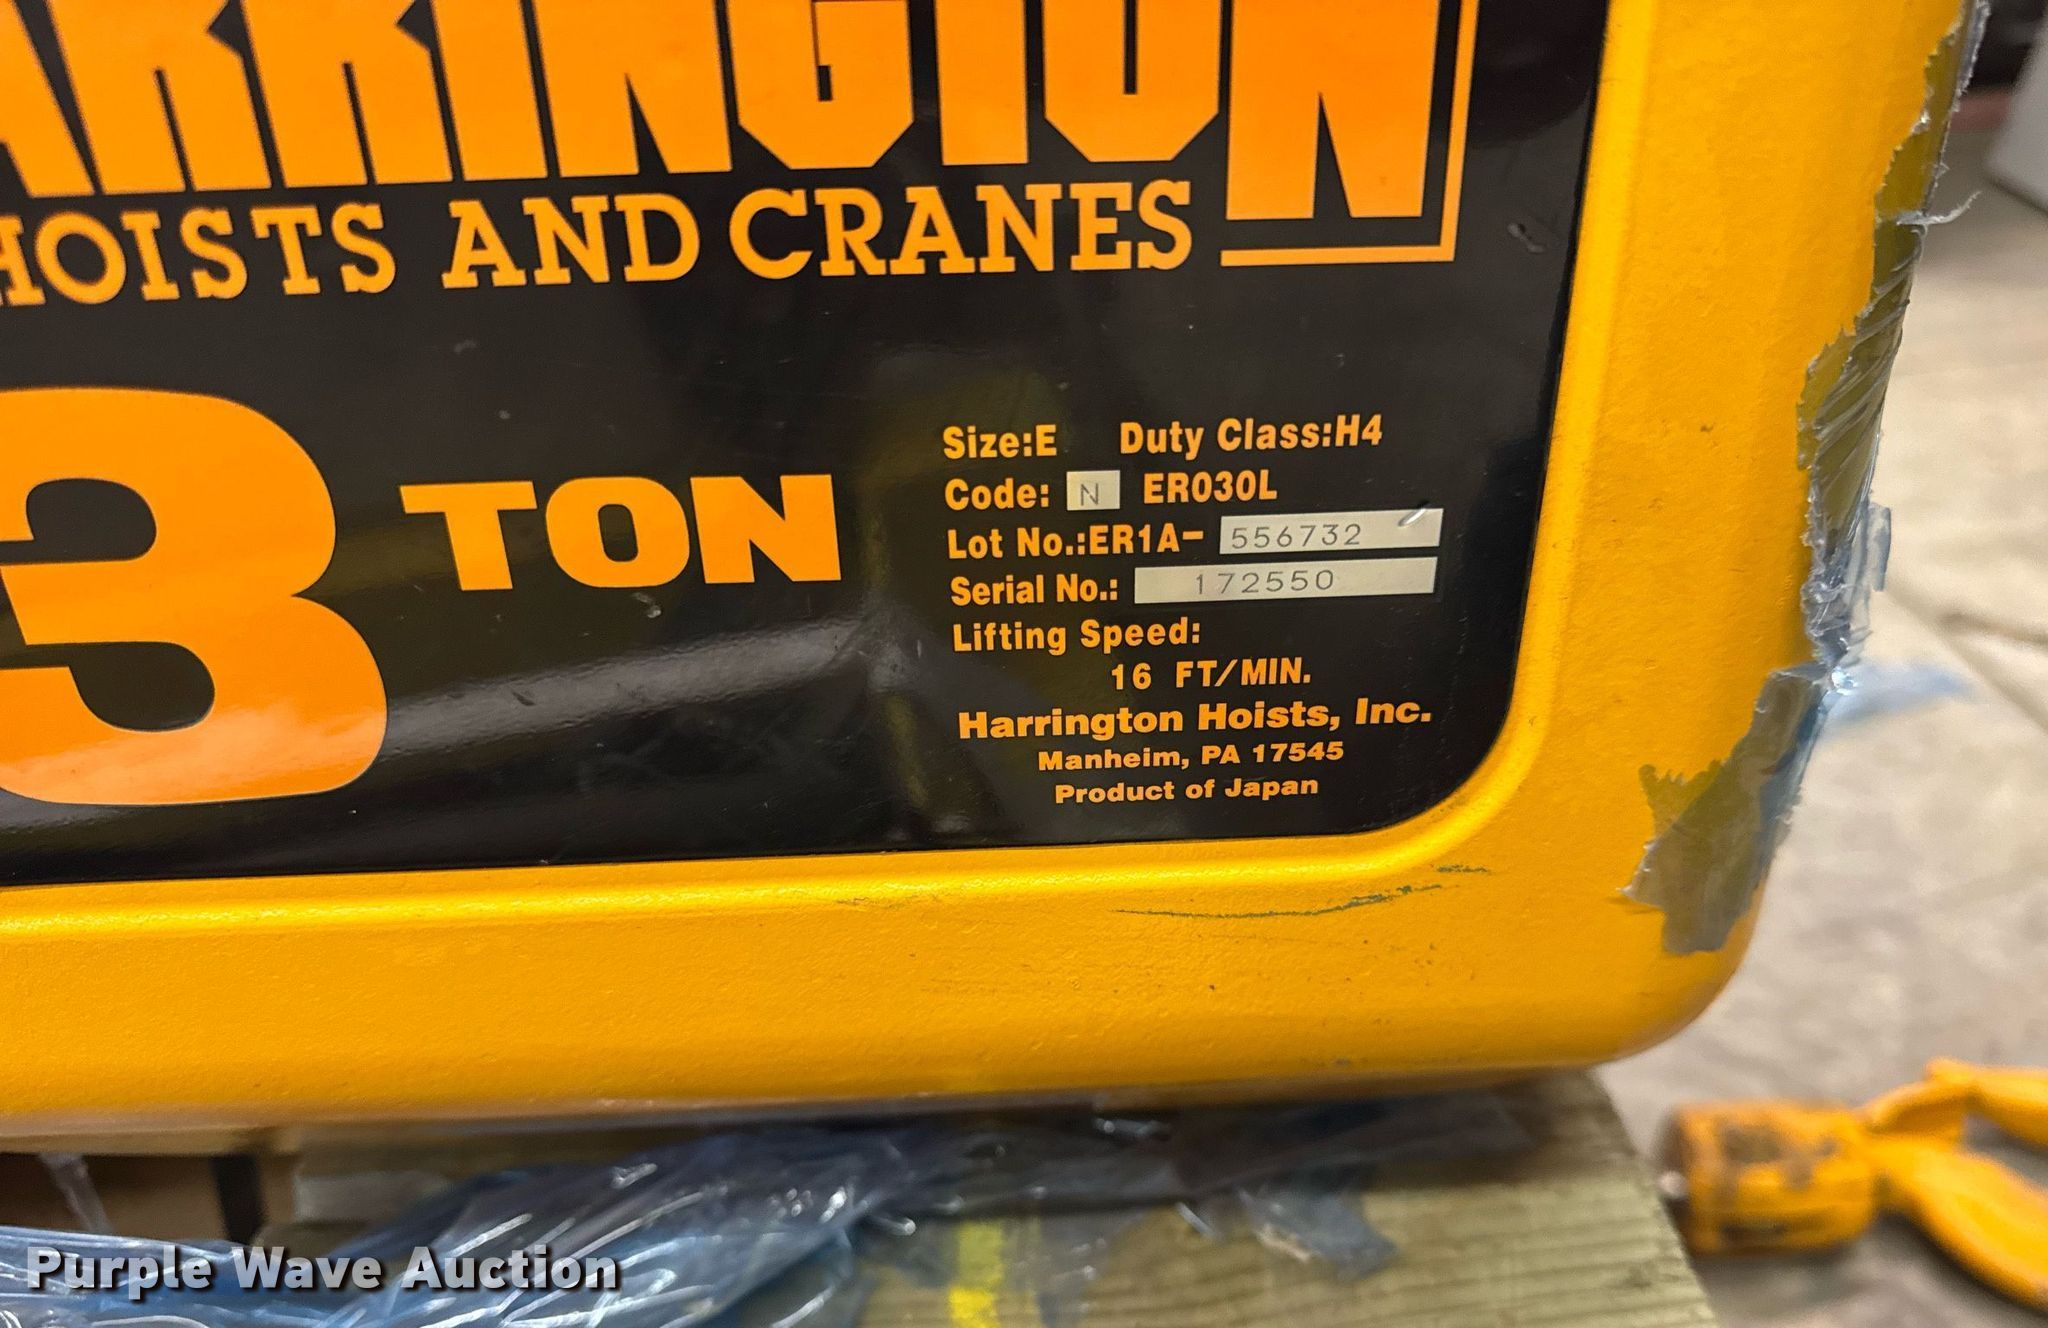 ARRINGTON
HOISTS AND CRANES
3 TON
Size:E Duty Class:H4
Code: N ER030L
Lot No.:ER1A- 556732
Serial No.: 172550
Lifting Speed:
16 FT/MIN.
Harrington Hoists, Inc.
Manheim, PA 17545
Product of Japan
Purple Wave Auction